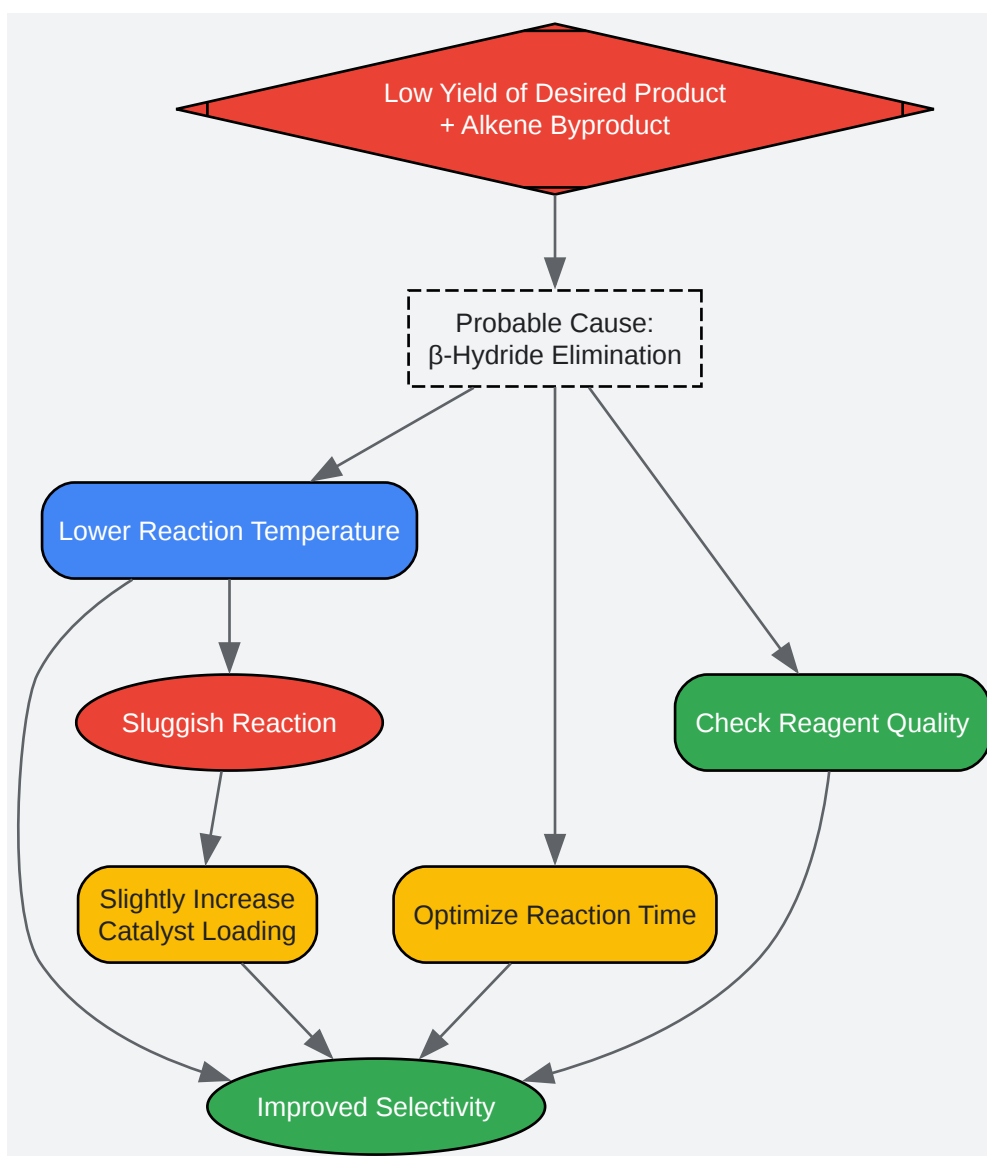 Low Yield of Desired Product
+ Alkene Byproduct
Probable Cause:
β-Hydride Elimination
Lower Reaction Temperature
Sluggish Reaction
Check Reagent Quality
Slightly Increase
Catalyst Loading
Optimize Reaction Time
Improved Selectivity